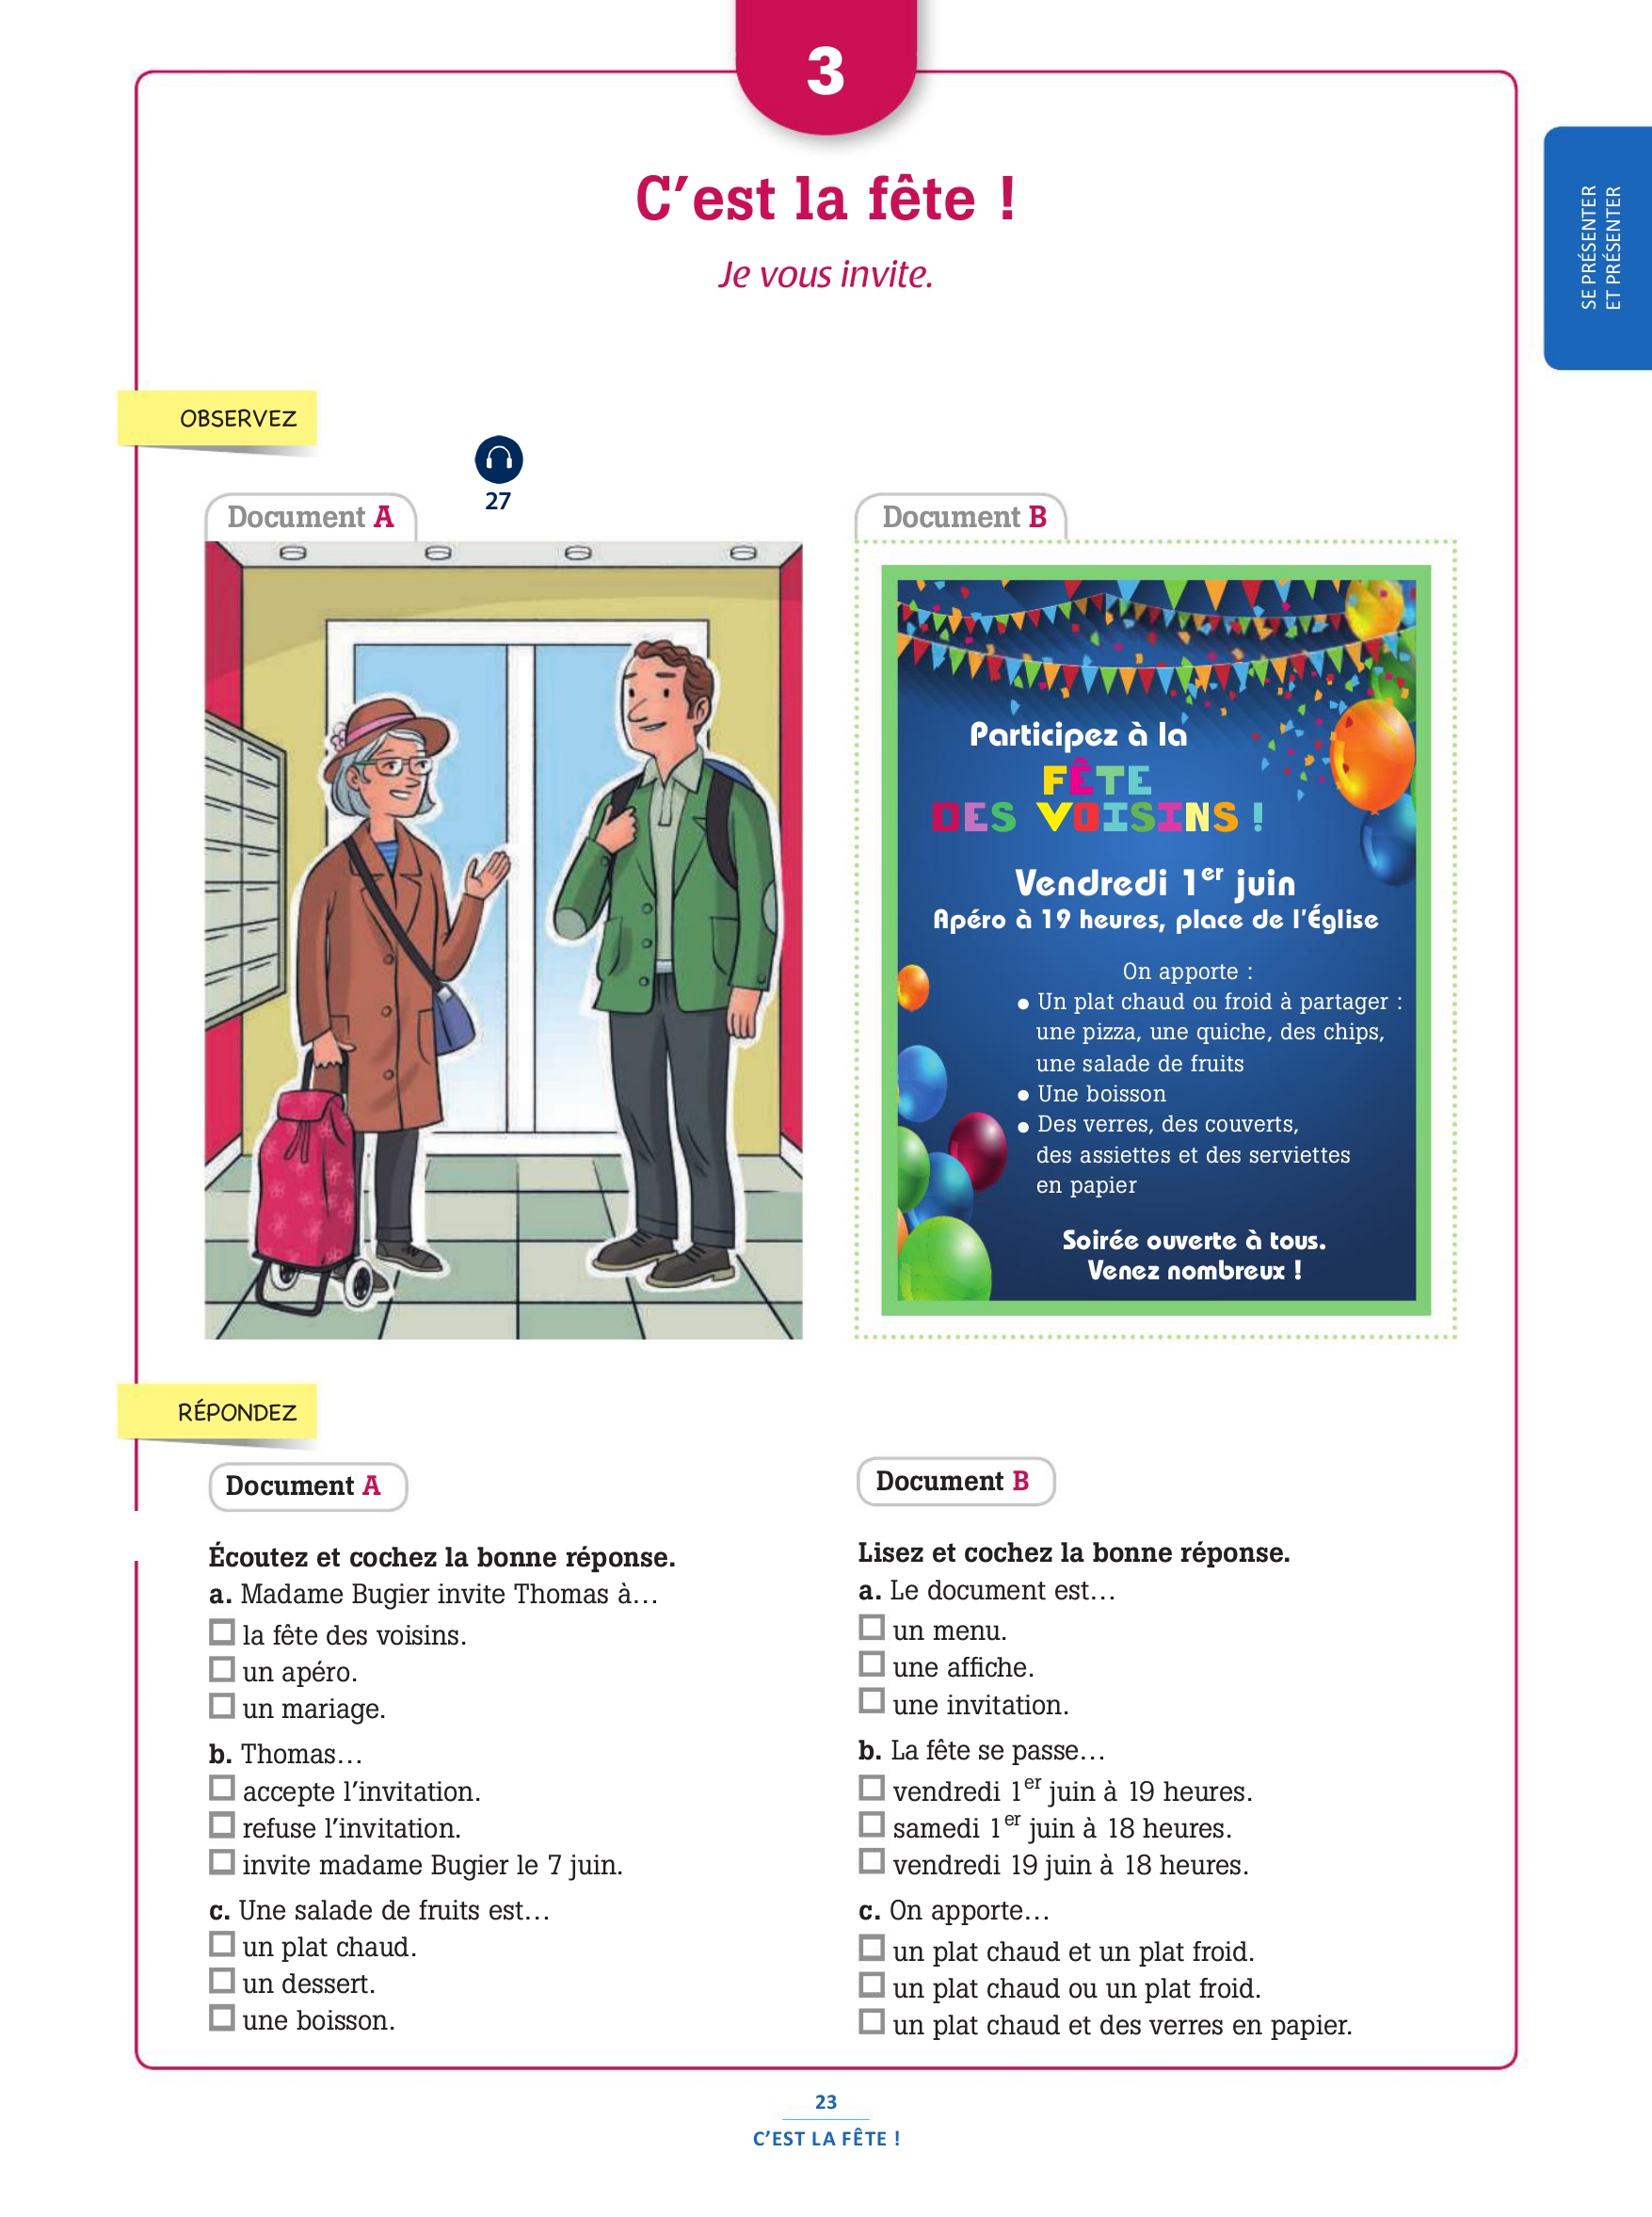 3
C’est la fête !
Je vous invite.
SE PRÉSENTER
ET PRÉSENTER
OBSERVEZ
27
Document A
Document B
Participez à la
FÊTE
DES VOISINS !
Vendredi 1er juin
Apéro à 19 heures, place de l’Église
On apporte :
● Un plat chaud ou froid à partager :
une pizza, une quiche, des chips,
une salade de fruits
● Une boisson
● Des verres, des couverts,
des assiettes et des serviettes
en papier
Soirée ouverte à tous.
Venez nombreux !
RÉPONDEZ
Document A
Écoutez et cochez la bonne réponse.
a. Madame Bugier invite Thomas à…
la fête des voisins.
un apéro.
un mariage.
b. Thomas…
accepte l’invitation.
refuse l’invitation.
invite madame Bugier le 7 juin.
c. Une salade de fruits est…
un plat chaud.
un dessert.
une boisson.
Document B
Lisez et cochez la bonne réponse.
a. Le document est…
un menu.
une affiche.
une invitation.
b. La fête se passe…
vendredi 1er juin à 19 heures.
samedi 1er juin à 18 heures.
vendredi 19 juin à 18 heures.
c. On apporte…
un plat chaud et un plat froid.
un plat chaud ou un plat froid.
un plat chaud et des verres en papier.
23
C’EST LA FÊTE !